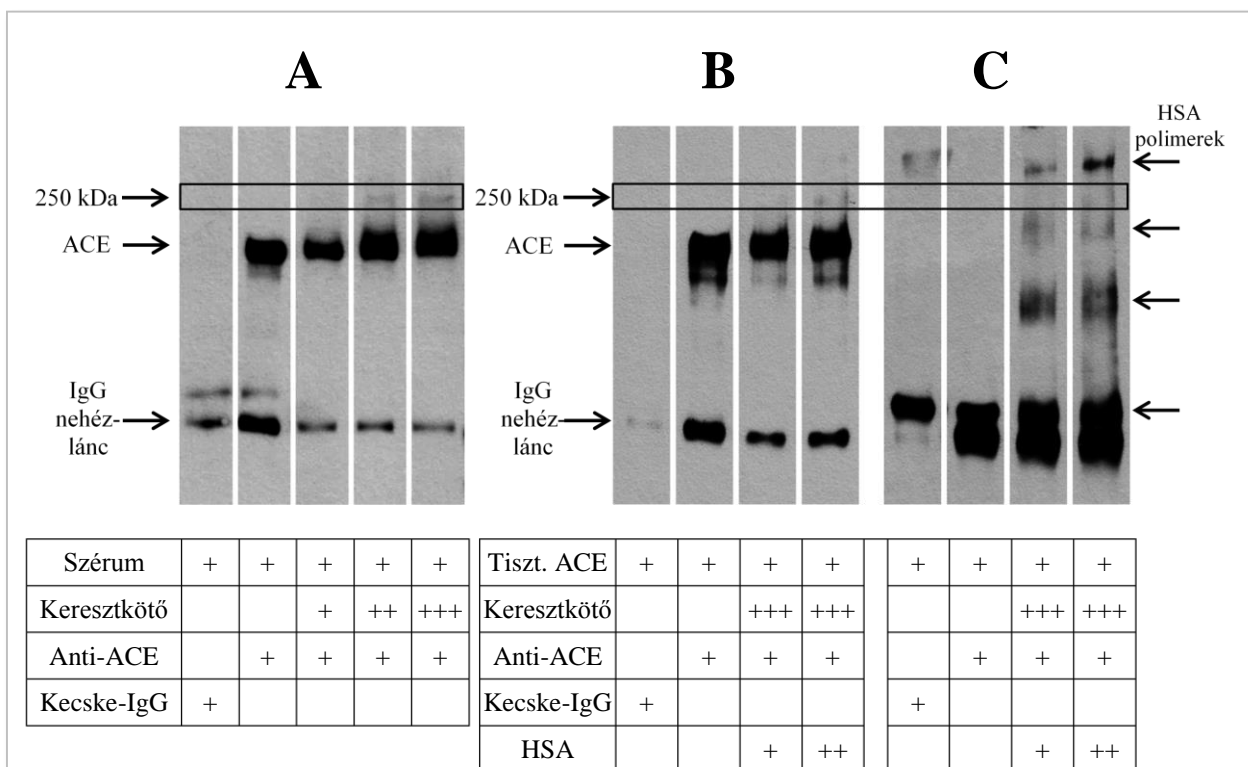 A
B
C
HSA
polimerek
250 kDa
ACE
IgG
nehéz-
lánc
250 kDa
ACE
IgG
nehéz-
lánc
Szérum + + + + +
Keresztkötő + ++ +++
Anti-ACE + + + +
Kecske-IgG +
Tiszt. ACE + + + + + + + +
Keresztkötő +++ +++ +++ +++
Anti-ACE + + + + + +
Kecske-IgG + +
HSA + ++ + ++